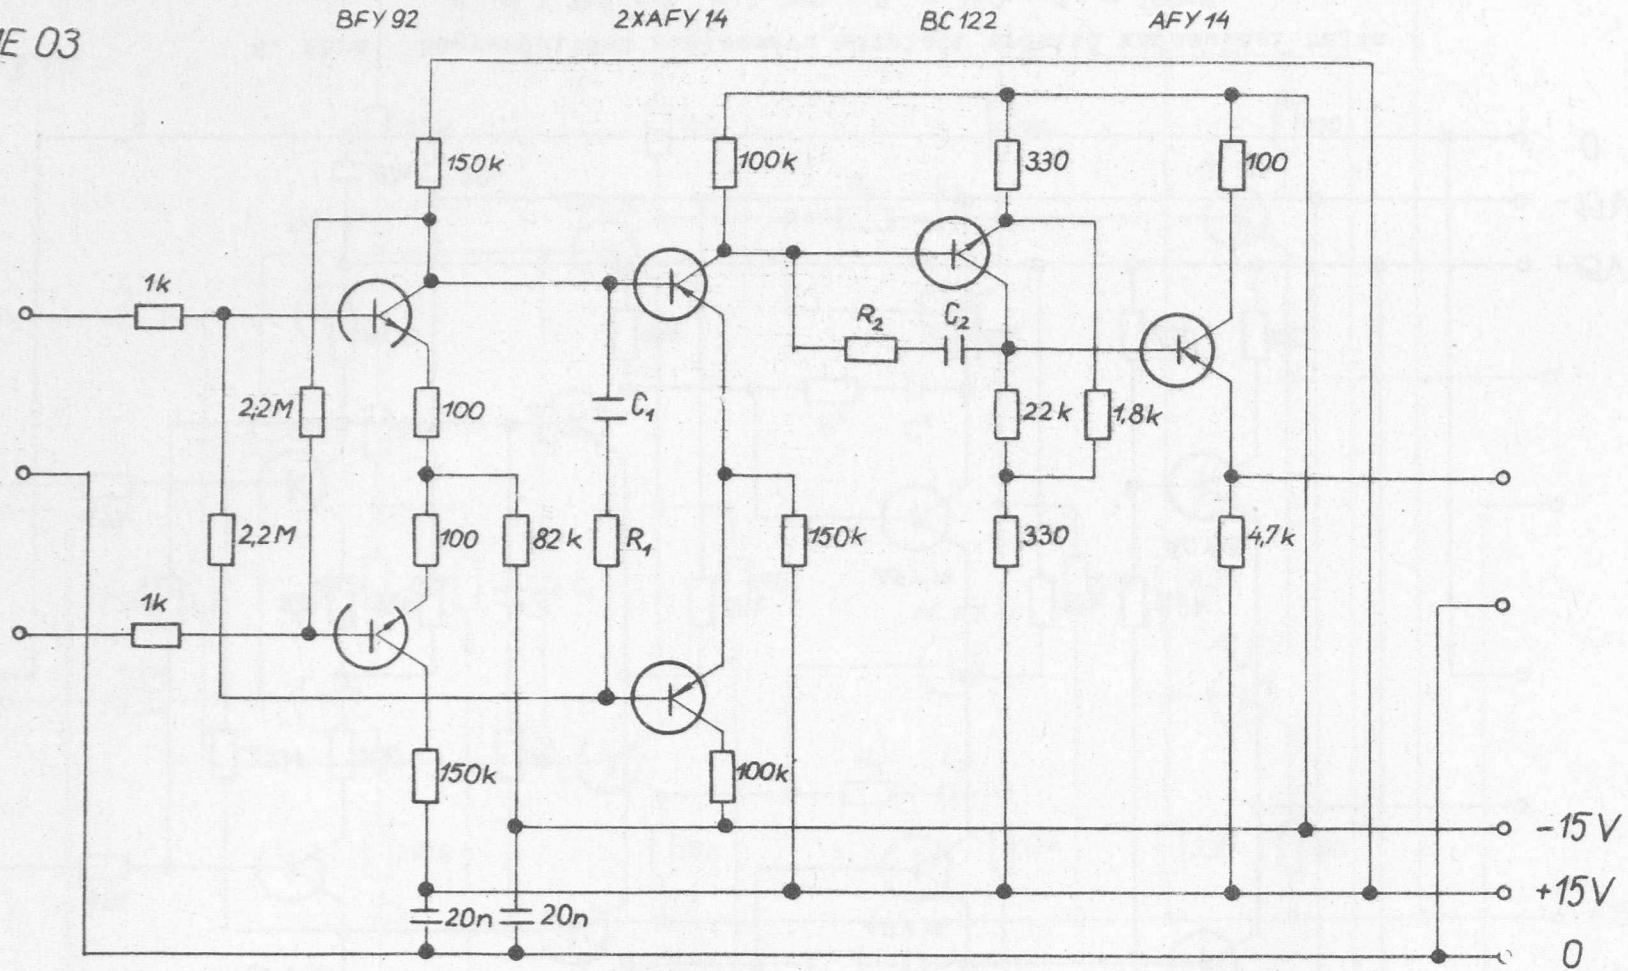 BFY 92 2XAFY 14 BC 122 AFY 14
E 03
150k 100k 330 100
1k
R₂ C₂
2,2M 100 C₁ 22k 1,8k
2,2M 100 82k R₁ 150k 330 4,7k
1k
150k 100k
-15V
+15V
20n 20n
0